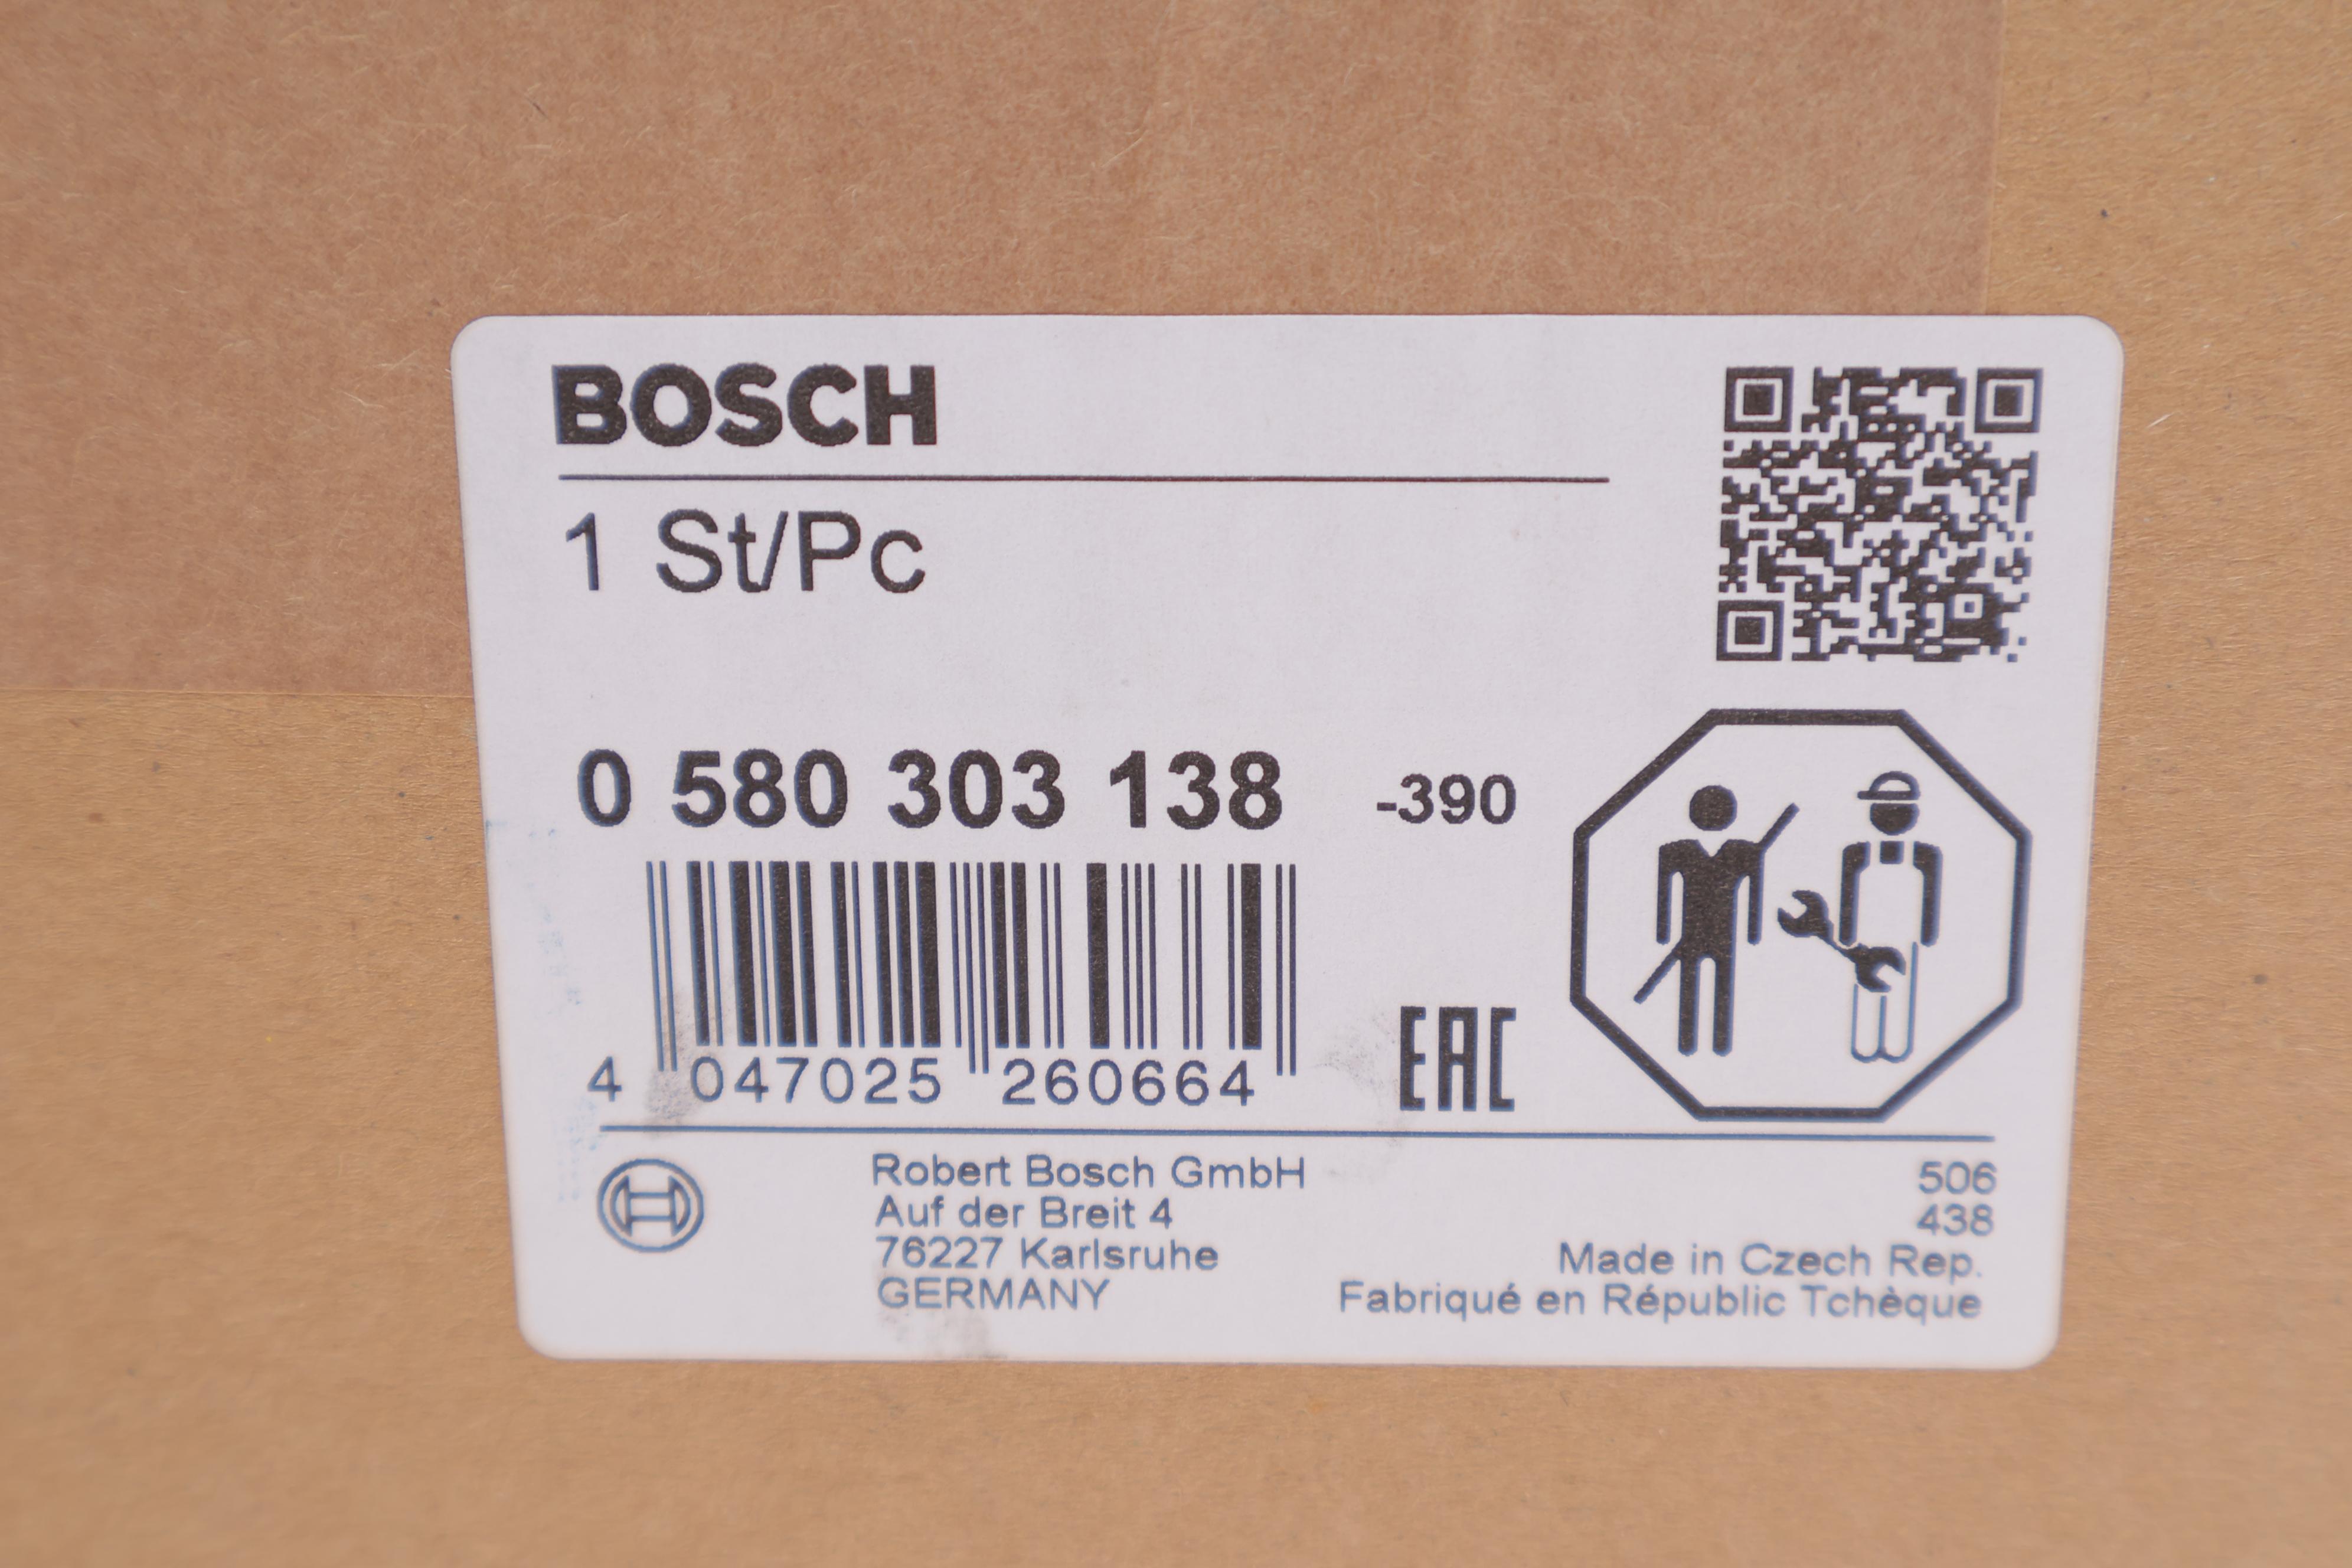 BOSCH
1 St/Pc
0 580 303 138 -390
4 047025 260664
EAC
Robert Bosch GmbH
Auf der Breit 4
76227 Karlsruhe
GERMANY
506
438
Made in Czech Rep.
Fabriqué en Républic Tchèque